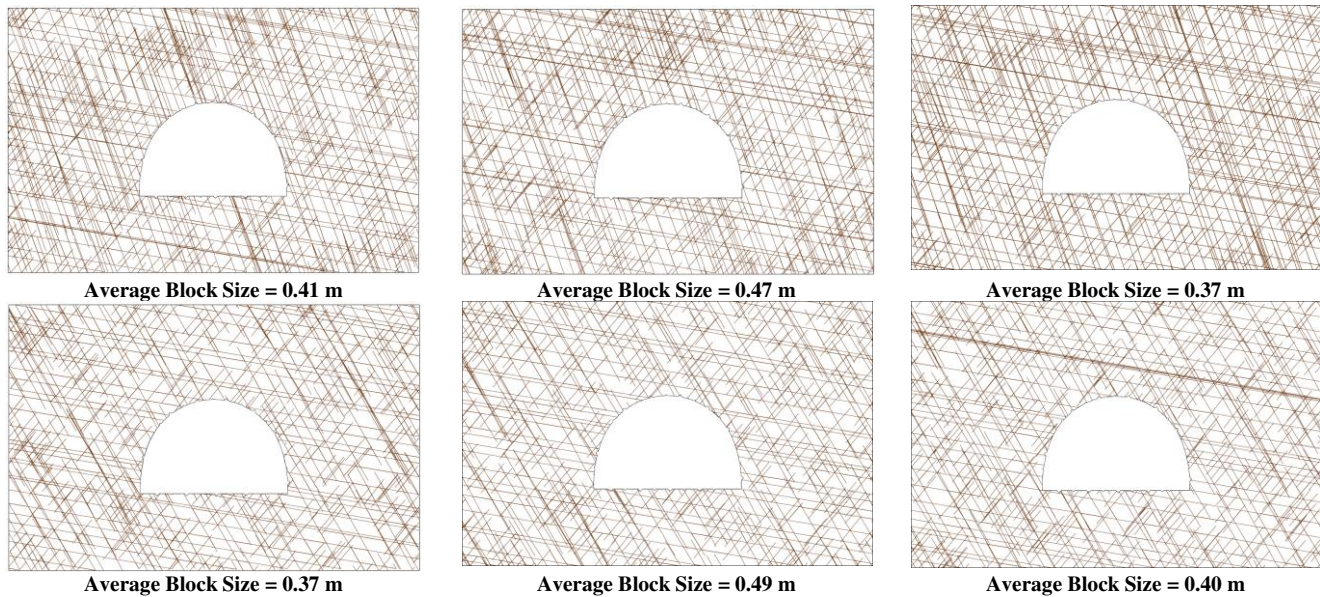 Average Block Size = 0.41 m
Average Block Size = 0.47 m
Average Block Size = 0.37 m
Average Block Size = 0.37 m
Average Block Size = 0.49 m
Average Block Size = 0.40 m